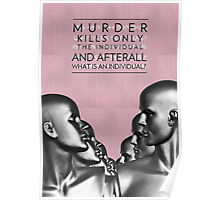 MURDER
KILLS ONLY
THE INDIVIDUAL
AND AFTERALL
WHAT IS AN INDIVIDUAL?